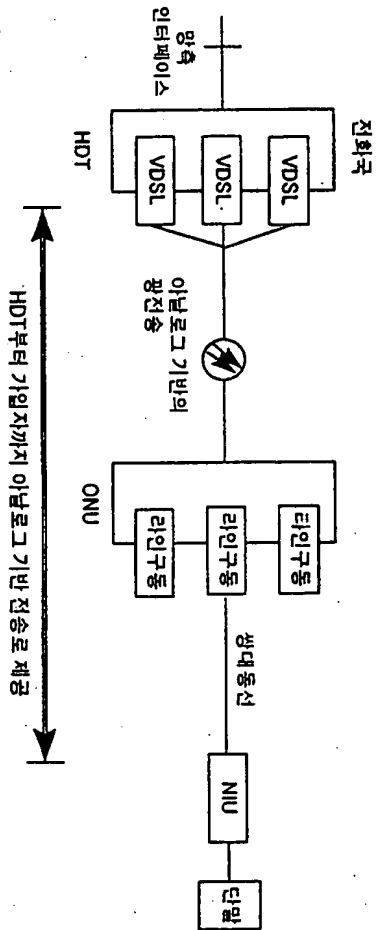 전화국
망측
인터페이스
VDSL
VDSL
VDSL
HDT
아날로그 기반의
광전송
라인구동
라인구동
라인구동
ONU
쌍대동선
NIU
단말
HDT부터 가입자까지 아날로그 기반 전송로 제공